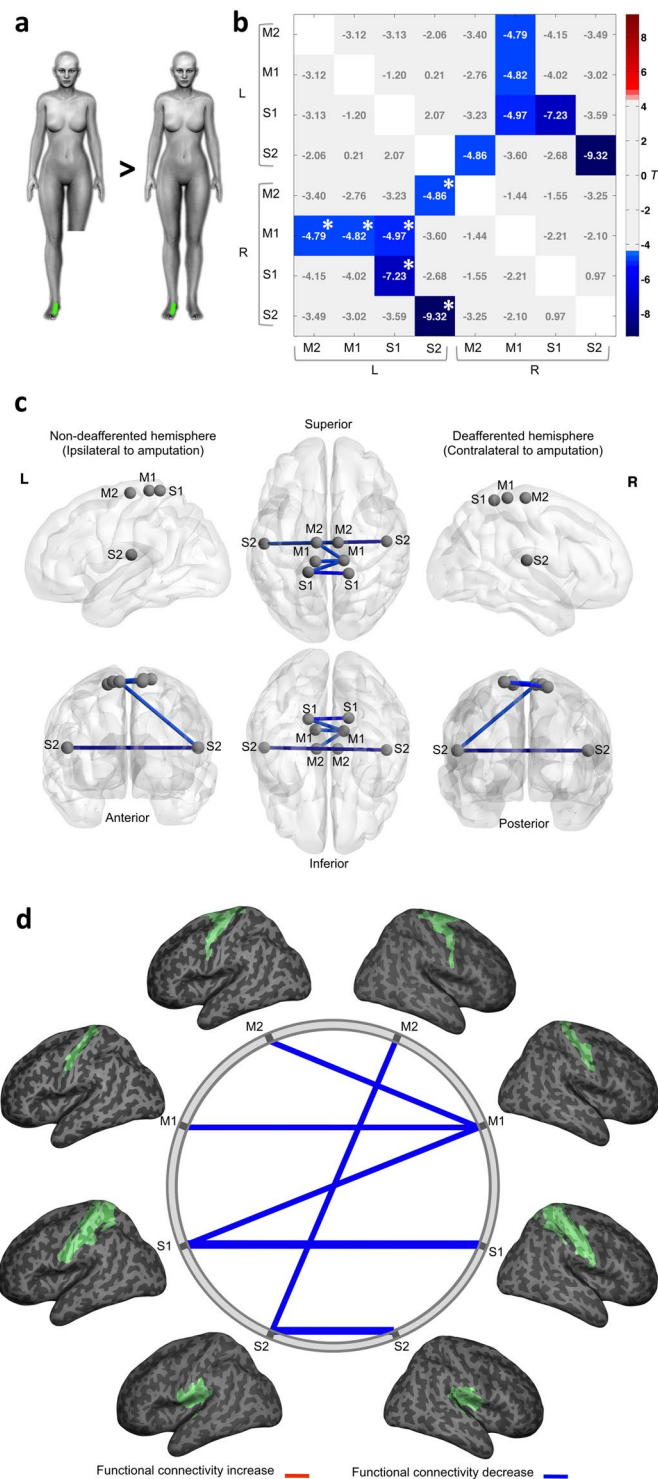 a
>
b
M2 -3.12 -3.13 -2.06 -3.40 -4.79 -4.15 -3.49
M1 -3.12 -1.20 0.21 -2.76 -4.82 -4.02 -3.02
L
S1 -3.13 -1.20 2.07 -3.23 -4.97 -7.23 -3.59
S2 -2.06 0.21 2.07 -4.86 -3.60 -2.68 -9.32
M2 -3.40 -2.76 -3.23 -4.86* -1.44 -1.55 -3.25
M1 -4.79* -4.82* -4.97* -3.60 -1.44 -2.21 -2.10
R
S1 -4.15 -4.02 -7.23* -2.68 -1.55 -2.21 0.97
S2 -3.49 -3.02 -3.59 -9.32* -3.25 -2.10 0.97
M2 M1 S1 S2 M2 M1 S1 S2
L R
8
6
4
2
0 T
-2
-4
-6
-8
c
Superior
Non-deafferented hemisphere
(Ipsilateral to amputation)
Deafferented hemisphere
(Contralateral to amputation)
L
R
M2 M1 S1
S2
M2 M2
S2 S2
M1 M1
S1 S1
M1
S1 M2
S2
S2 S2
Anterior
S1 S1
M1 M1
S2 S2
M2 M2
Inferior
S2 S2
Posterior
d
M2 M2
M1 M1
S1 S1
S2 S2
Functional connectivity increase
Functional connectivity decrease